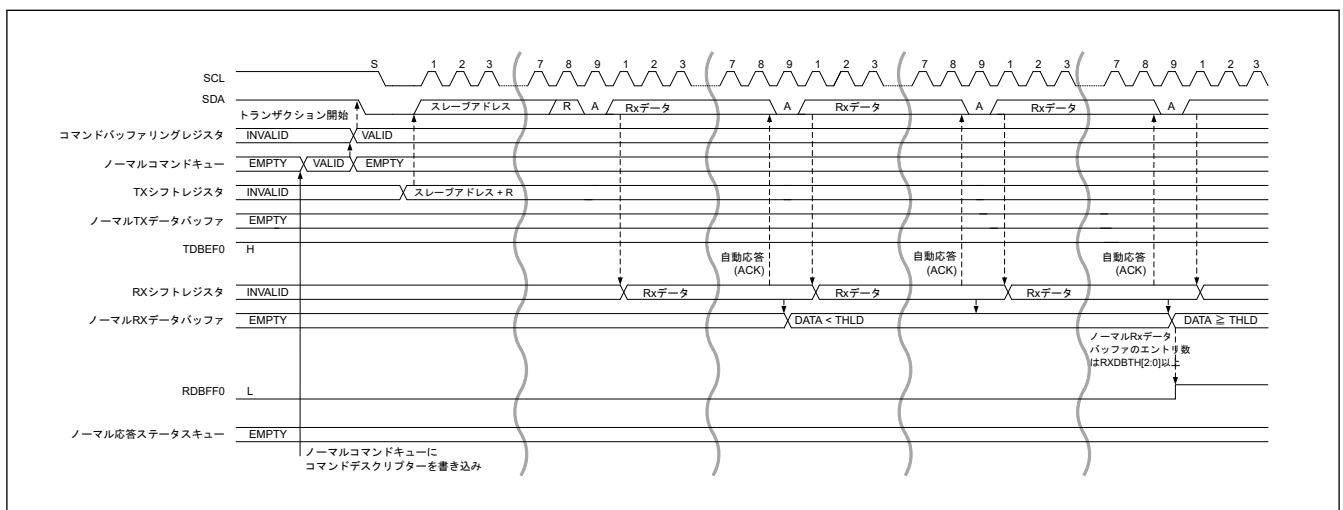 S 1 2 3 7 8 9 1 2 3 7 8 9 1 2 3 7 8 9 1 2 3 7 8 9 1 2 3
SCL
SDA スレーブアドレス R A Rxデータ A Rxデータ A Rxデータ A
トランザクション開始
コマンドバッファリングレジスタ INVALID VALID
ノーマルコマンドキュー EMPTY VALID EMPTY
TXシフトレジスタ INVALID スレーブアドレス + R
ノーマルTXデータバッファ EMPTY
TDBEF0 H
自動応答 自動応答 自動応答
(ACK) (ACK) (ACK)
RXシフトレジスタ INVALID Rxデータ Rxデータ Rxデータ
ノーマルRXデータバッファ EMPTY DATA < THLD DATA ≧ THLD
ノーマルRxデータ
バッファのエントリ数
はRXDBTH[2:0]以上
RDBFF0 L
ノーマル応答ステータスキュー EMPTY
ノーマルコマンドキューに
コマンドデスクリプターを書き込み